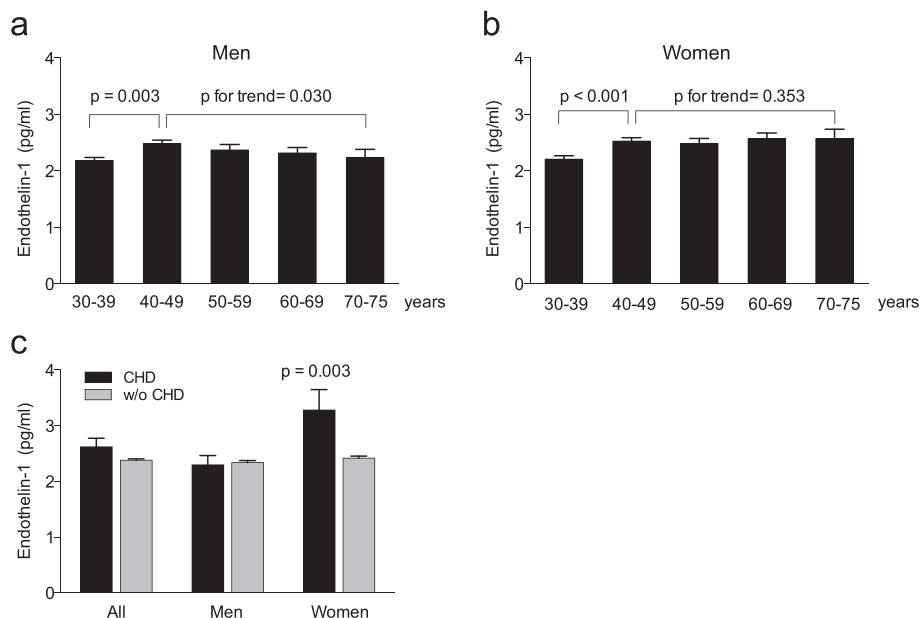 a
Men
4
3
2
1
0
Endothelin-1 (pg/ml)
p = 0.003
p for trend= 0.030
30-39 40-49 50-59 60-69 70-75 years
b
Women
4
3
2
1
0
Endothelin-1 (pg/ml)
p < 0.001
p for trend= 0.353
30-39 40-49 50-59 60-69 70-75 years
c
4
3
2
1
0
Endothelin-1 (pg/ml)
CHD
w/o CHD
p = 0.003
All Men Women